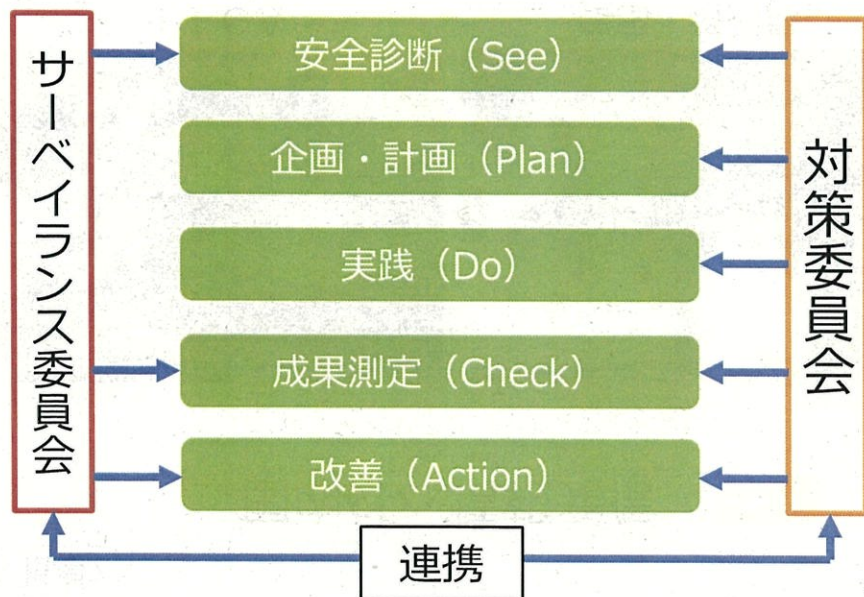 サーベイランス委員会
安全診断（See）
企画・計画（Plan）
実践（Do）
成果測定（Check）
改善（Action）
対策委員会
連携